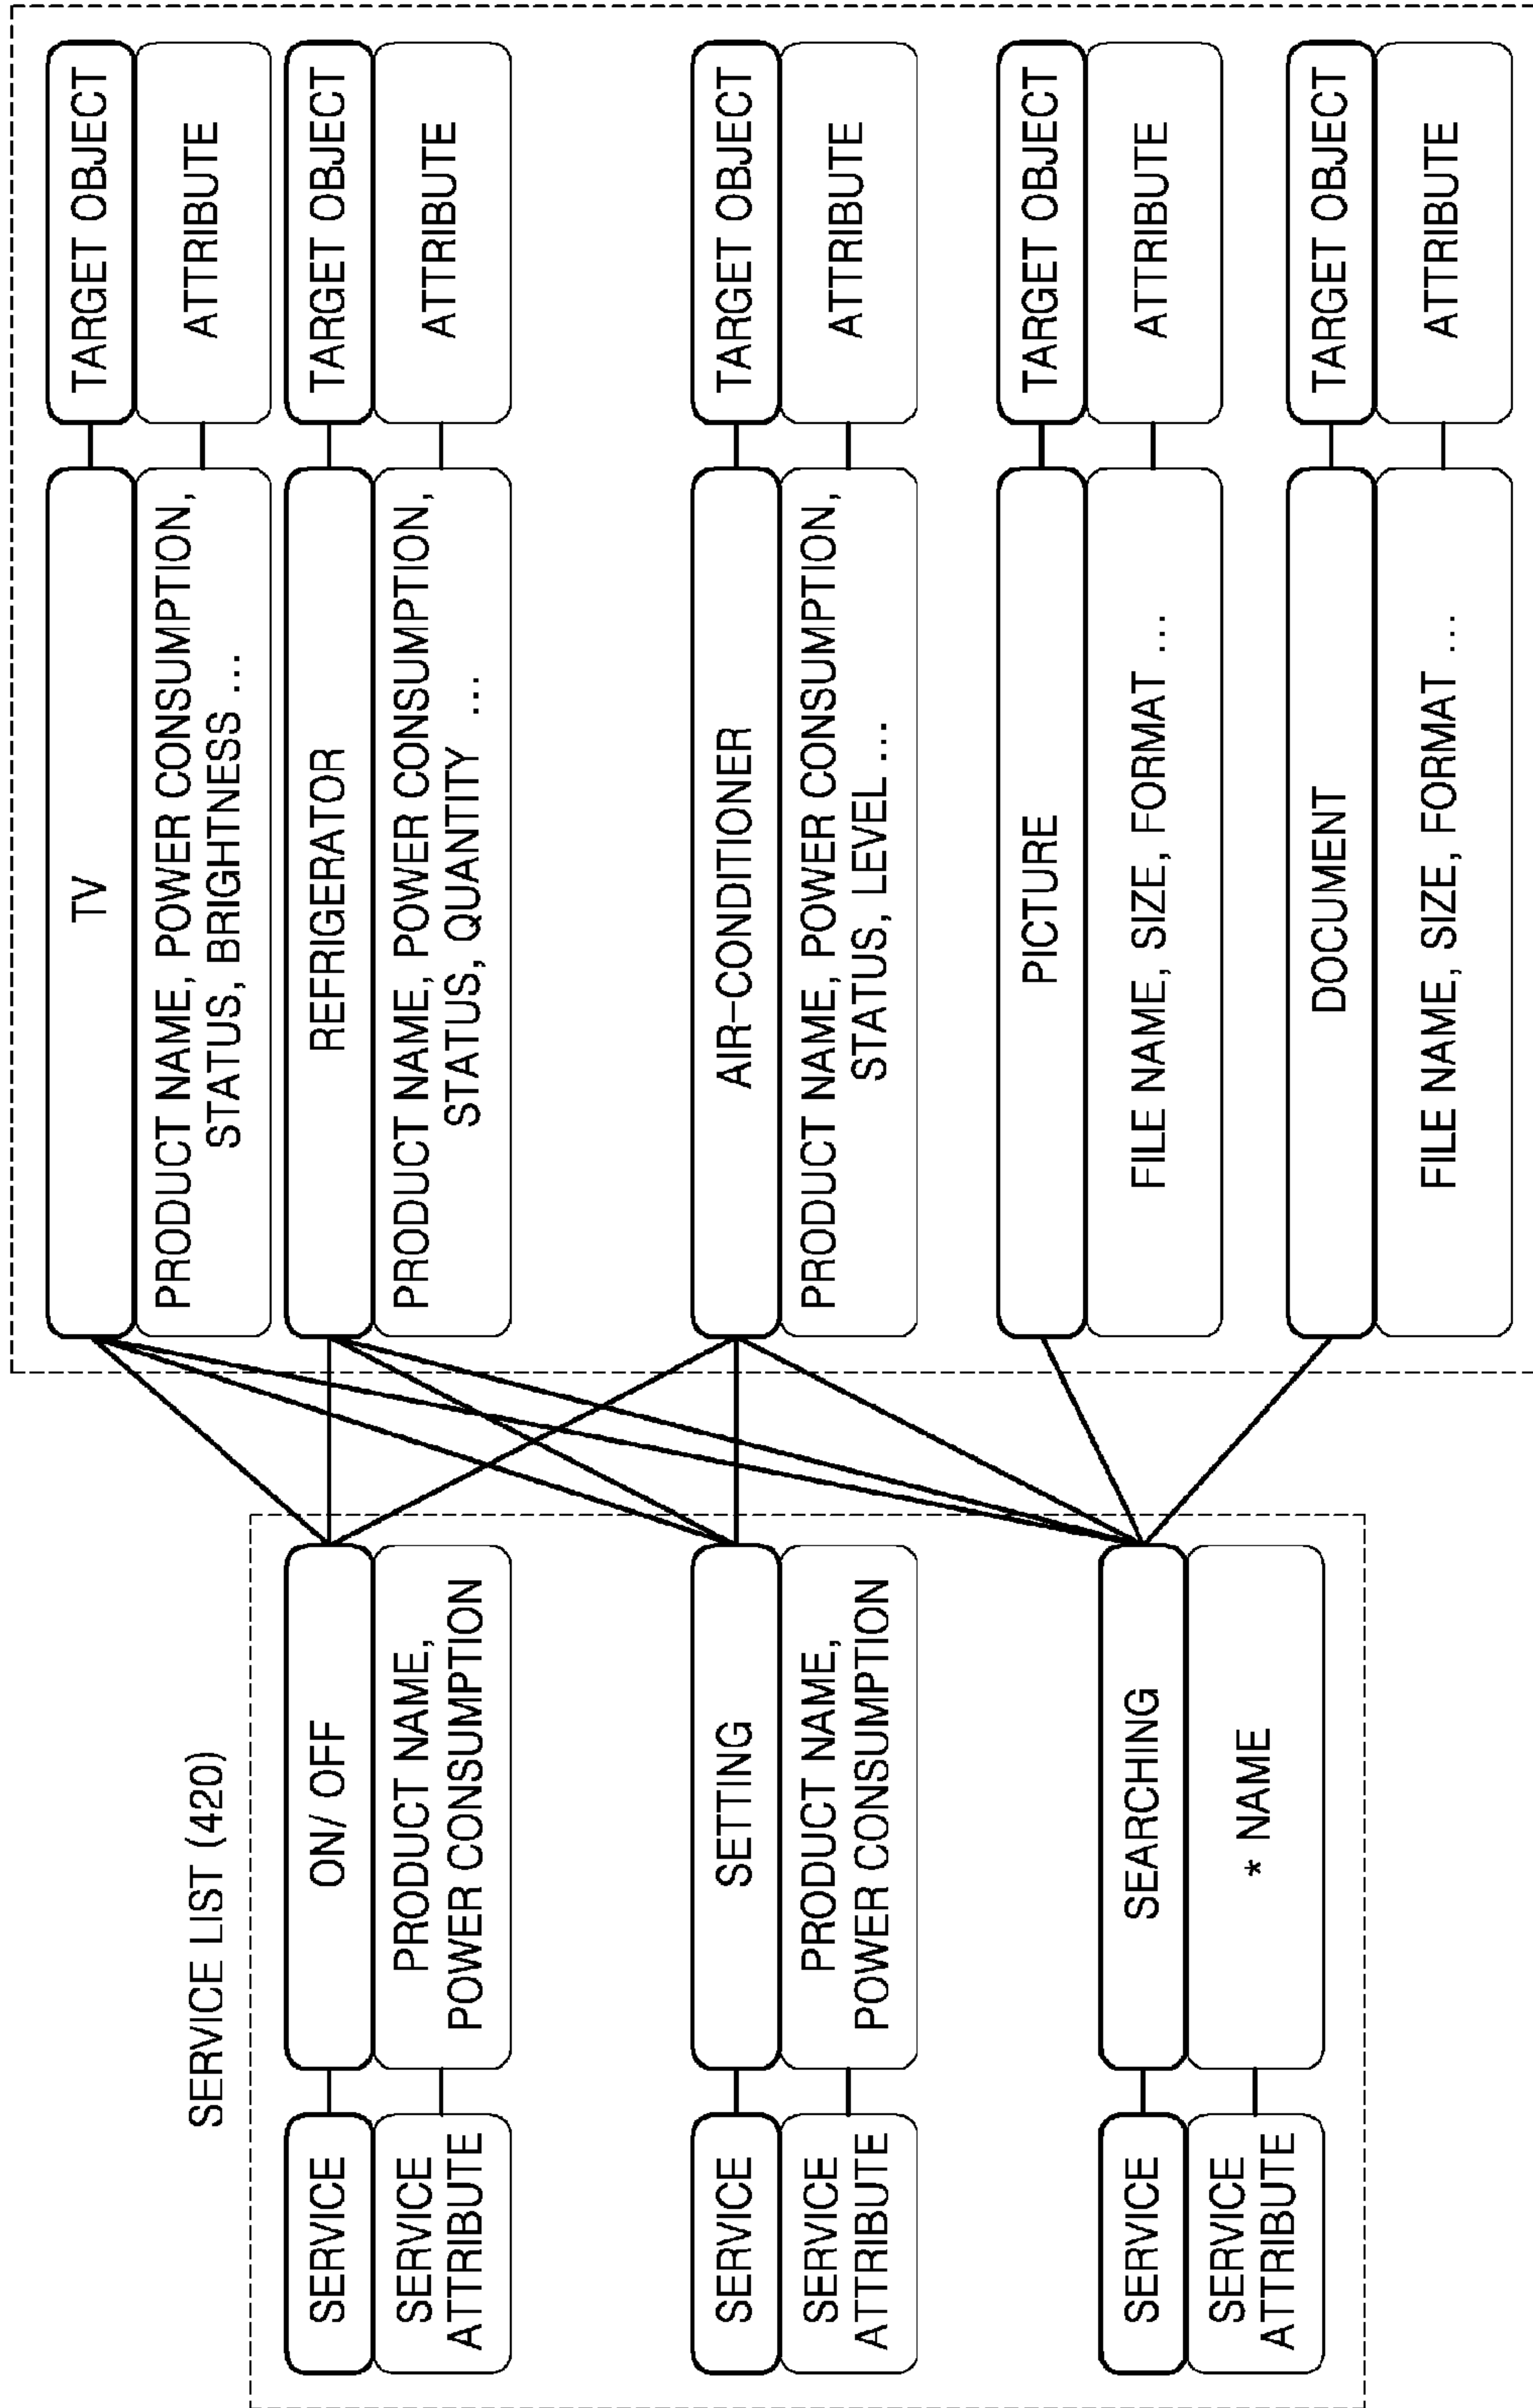 SERVICE LIST (420)
SERVICE
ON/ OFF
SERVICE
ATTRIBUTE
PRODUCT NAME,
POWER CONSUMPTION
SERVICE
SETTING
SERVICE
ATTRIBUTE
PRODUCT NAME,
POWER CONSUMPTION
SERVICE
SEARCHING
SERVICE
ATTRIBUTE
* NAME
TV
TARGET OBJECT
PRODUCT NAME, POWER CONSUMPTION,
STATUS, BRIGHTNESS ...
ATTRIBUTE
REFRIGERATOR
TARGET OBJECT
PRODUCT NAME, POWER CONSUMPTION,
STATUS, QUANTITY ...
ATTRIBUTE
AIR-CONDITIONER
TARGET OBJECT
PRODUCT NAME, POWER CONSUMPTION,
STATUS, LEVEL ...
ATTRIBUTE
PICTURE
TARGET OBJECT
FILE NAME, SIZE, FORMAT ...
ATTRIBUTE
DOCUMENT
TARGET OBJECT
FILE NAME, SIZE, FORMAT ...
ATTRIBUTE